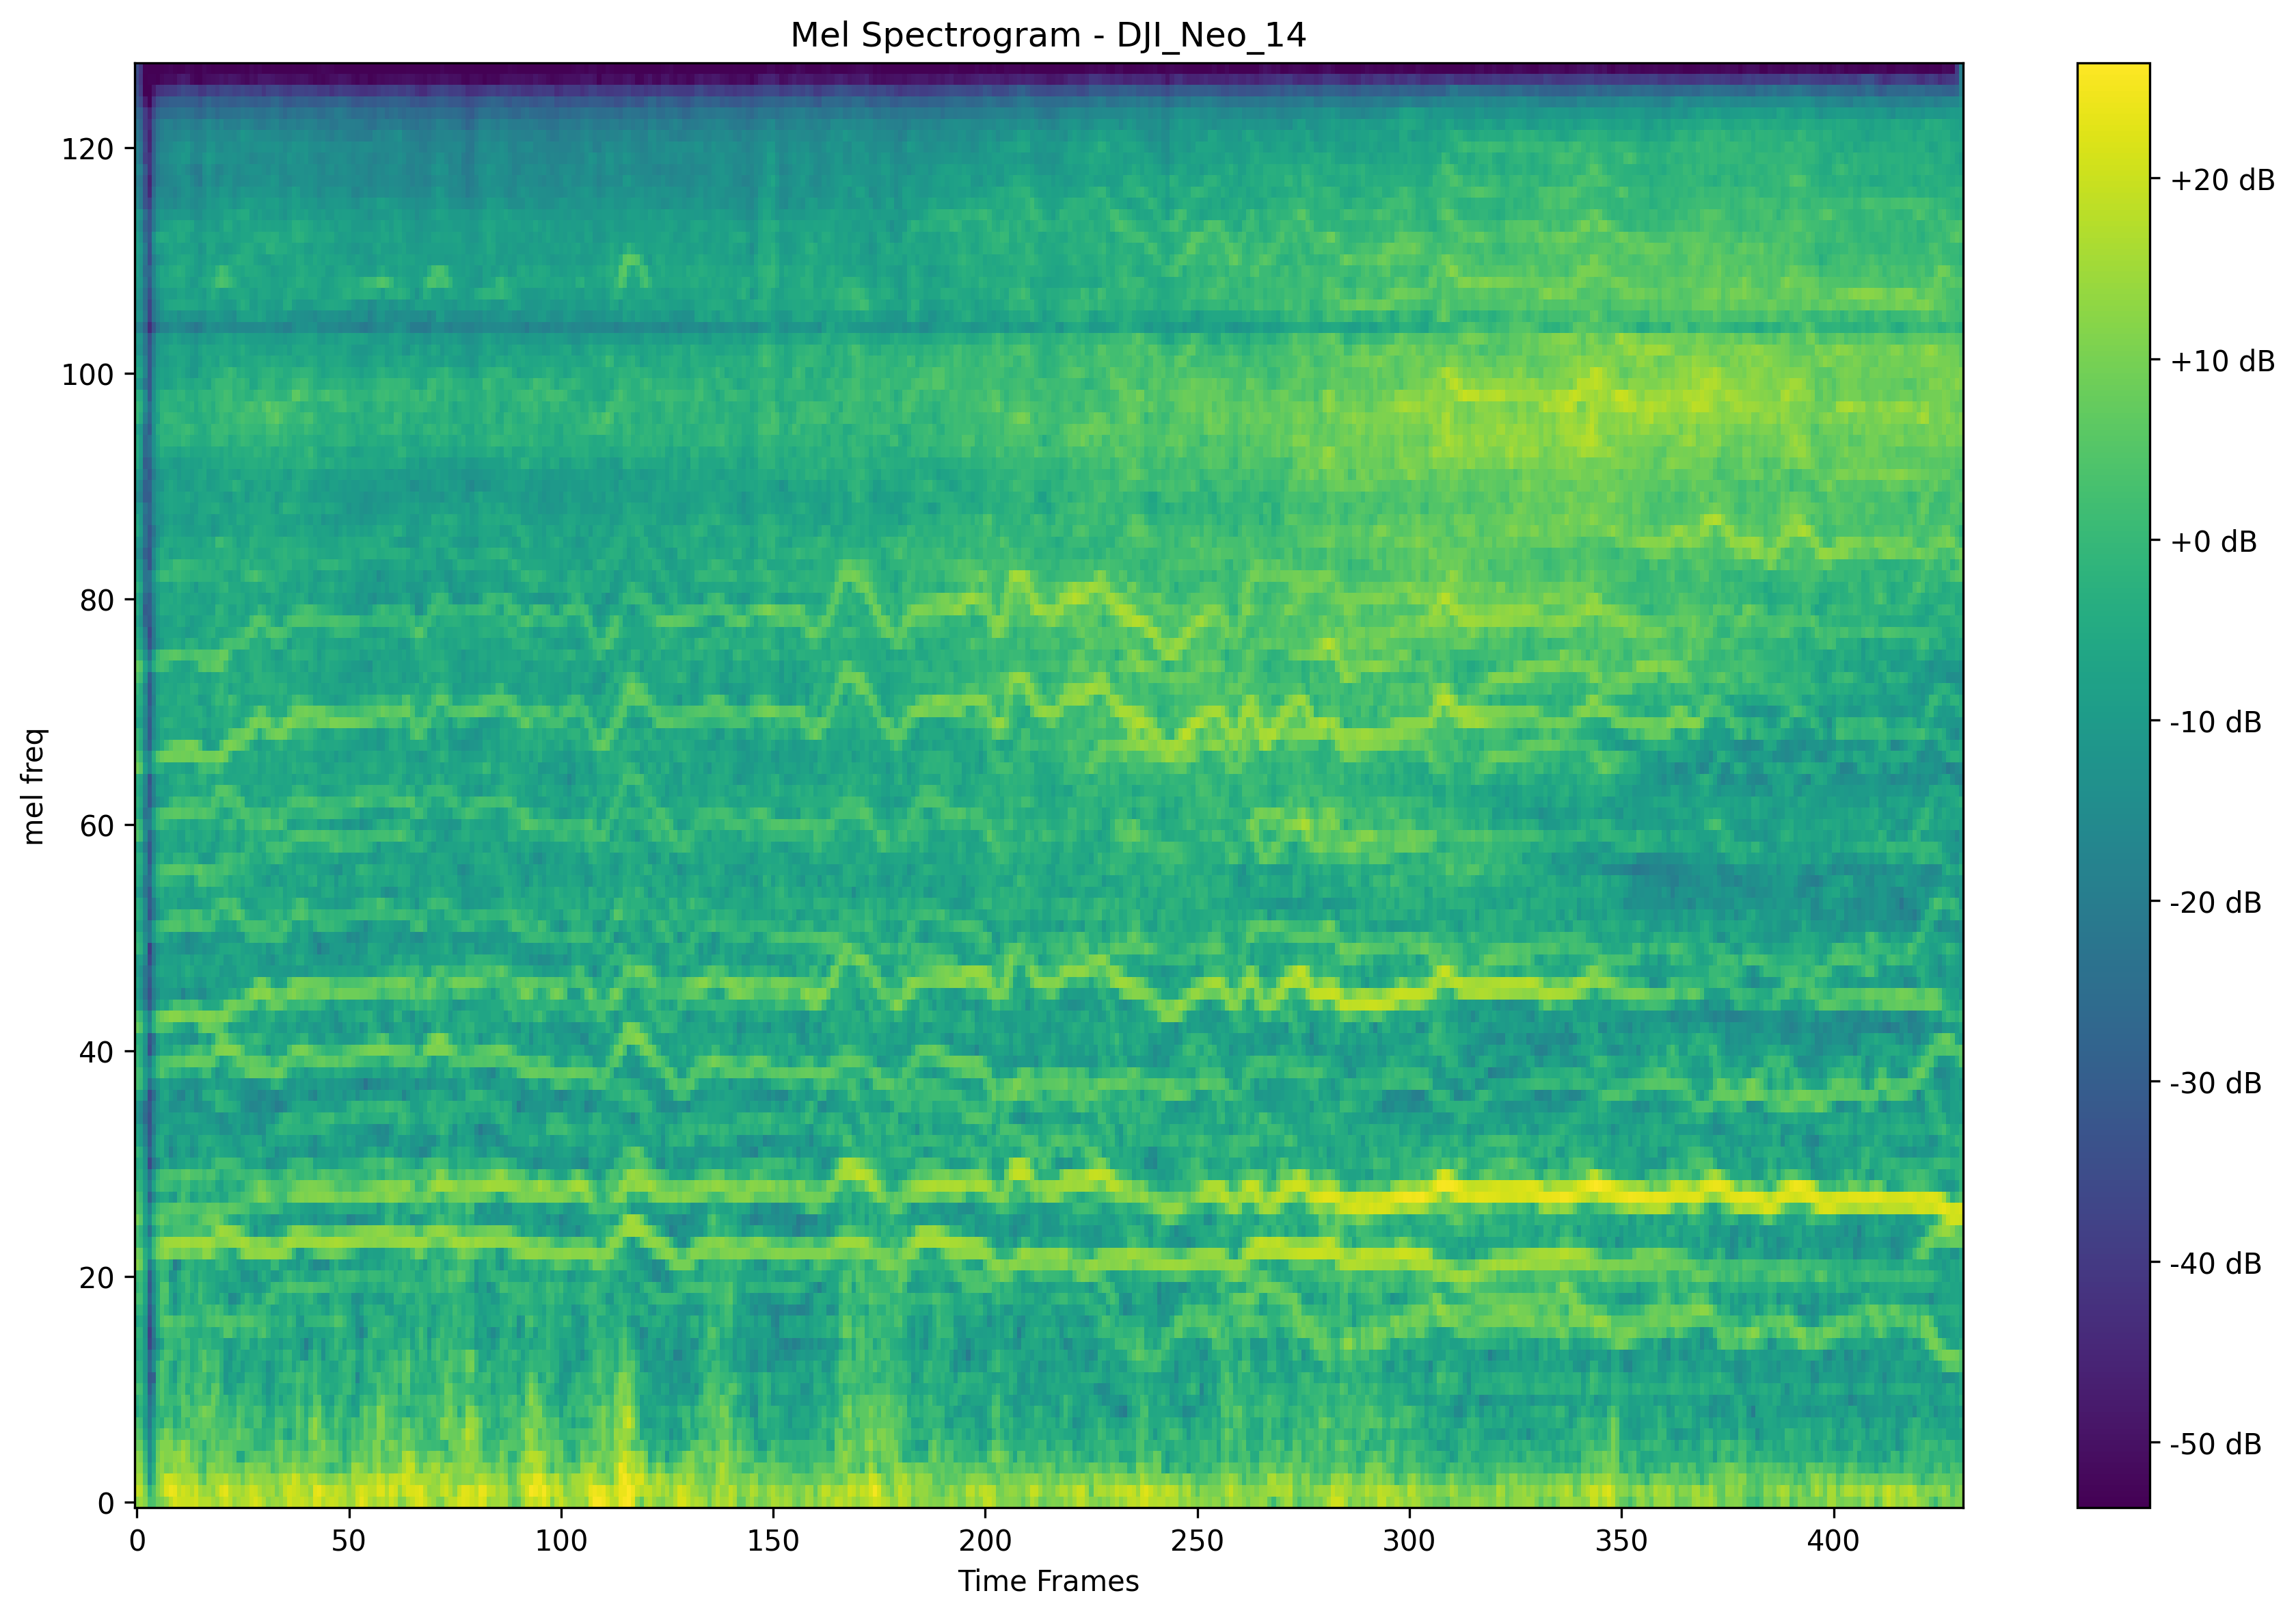 Mel Spectrogram - DJI_Neo_14
120
100
80
60
40
20
0
mel freq
0
50
100
150
200
250
300
350
400
Time Frames
+20 dB
+10 dB
+0 dB
-10 dB
-20 dB
-30 dB
-40 dB
-50 dB